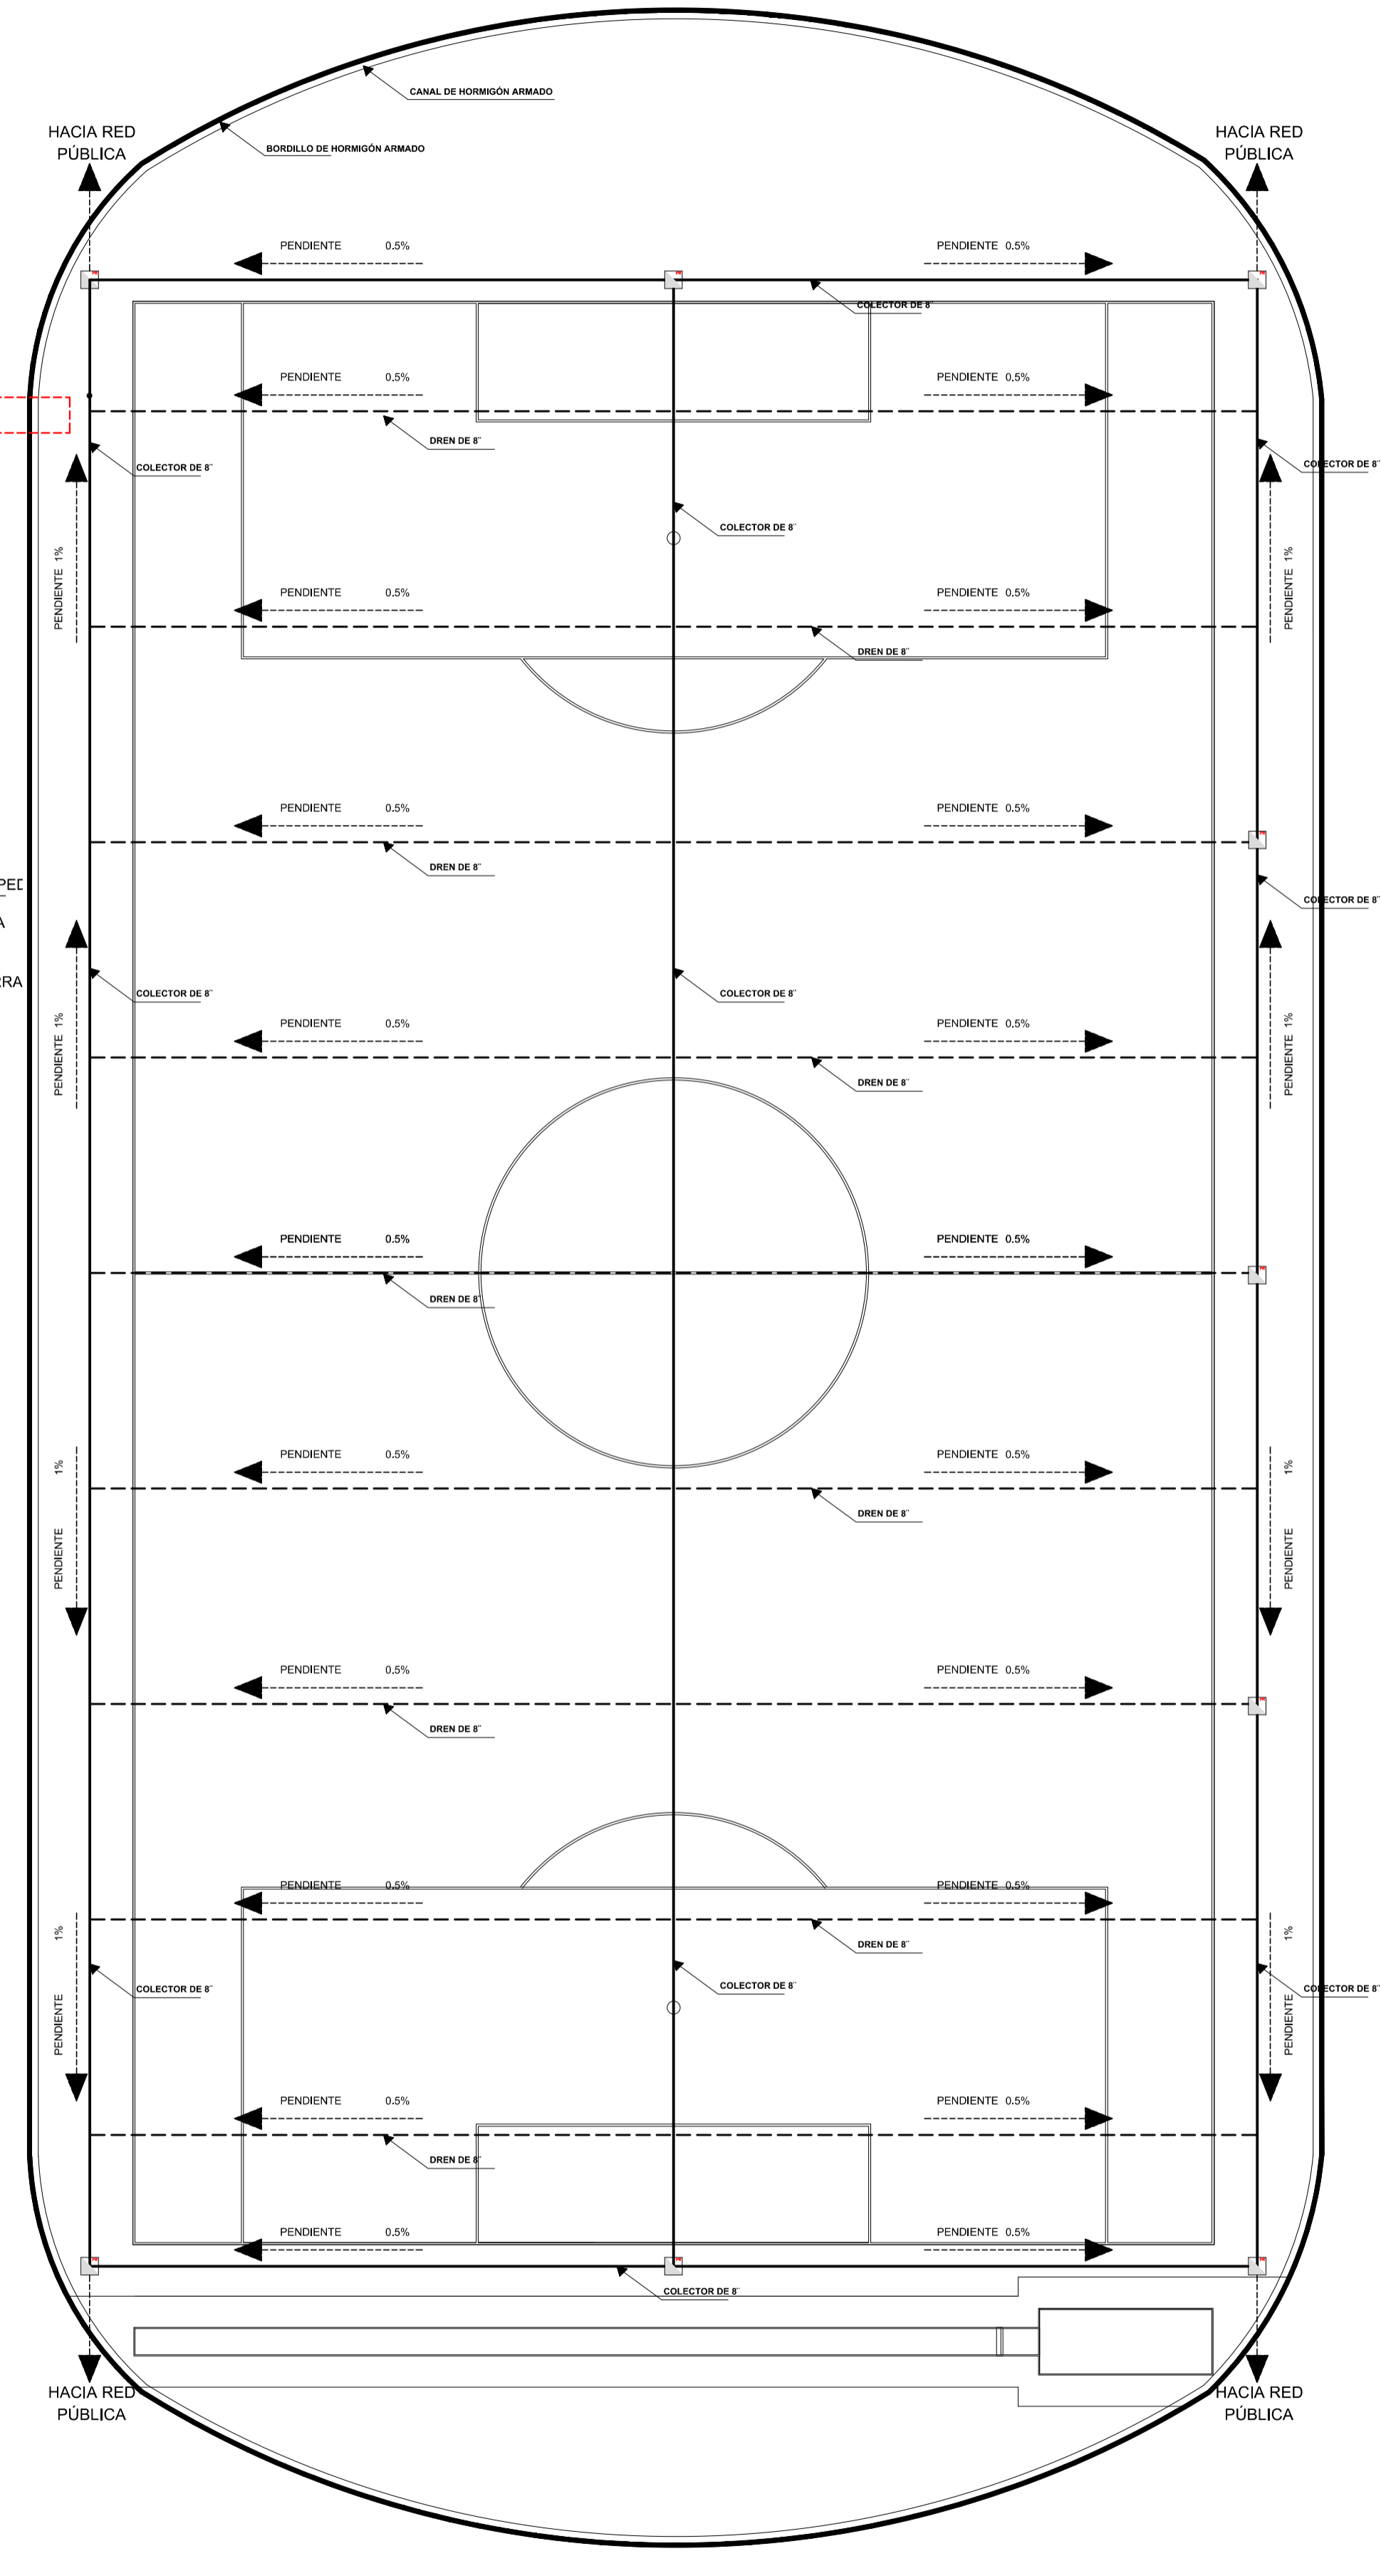 CANAL DE HORMIGÓN ARMADO
HACIA RED
PÚBLICA
BORDILLO DE HORMIGÓN ARMADO
HACIA RED
PÚBLICA
PENDIENTE 0.5%
PENDIENTE 0.5%
COLECTOR DE 8¨
PENDIENTE 0.5%
PENDIENTE 0.5%
DREN DE 8¨
COLECTOR DE 8¨
COLECTOR DE 8¨
COLECTOR DE 8¨
PENDIENTE 1%
PENDIENTE 1%
PENDIENTE 0.5%
PENDIENTE 0.5%
DREN DE 8¨
PENDIENTE 0.5%
PENDIENTE 0.5%
DREN DE 8¨
PED
A
COLECTOR DE 8¨
RRA
COLECTOR DE 8¨
COLECTOR DE 8¨
PENDIENTE 1%
PENDIENTE 1%
PENDIENTE 0.5%
PENDIENTE 0.5%
DREN DE 8¨
PENDIENTE 0.5%
PENDIENTE 0.5%
DREN DE 8¨
PENDIENTE 0.5%
PENDIENTE 0.5%
PENDIENTE 1%
PENDIENTE 1%
DREN DE 8¨
PENDIENTE 0.5%
PENDIENTE 0.5%
DREN DE 8¨
PENDIENTE 0.5%
PENDIENTE 0.5%
DREN DE 8¨
PENDIENTE 1%
PENDIENTE 1%
COLECTOR DE 8¨
COLECTOR DE 8¨
COLECTOR DE 8¨
PENDIENTE 0.5%
PENDIENTE 0.5%
DREN DE 8¨
PENDIENTE 0.5%
PENDIENTE 0.5%
COLECTOR DE 8¨
HACIA RED
PÚBLICA
HACIA RED
PÚBLICA